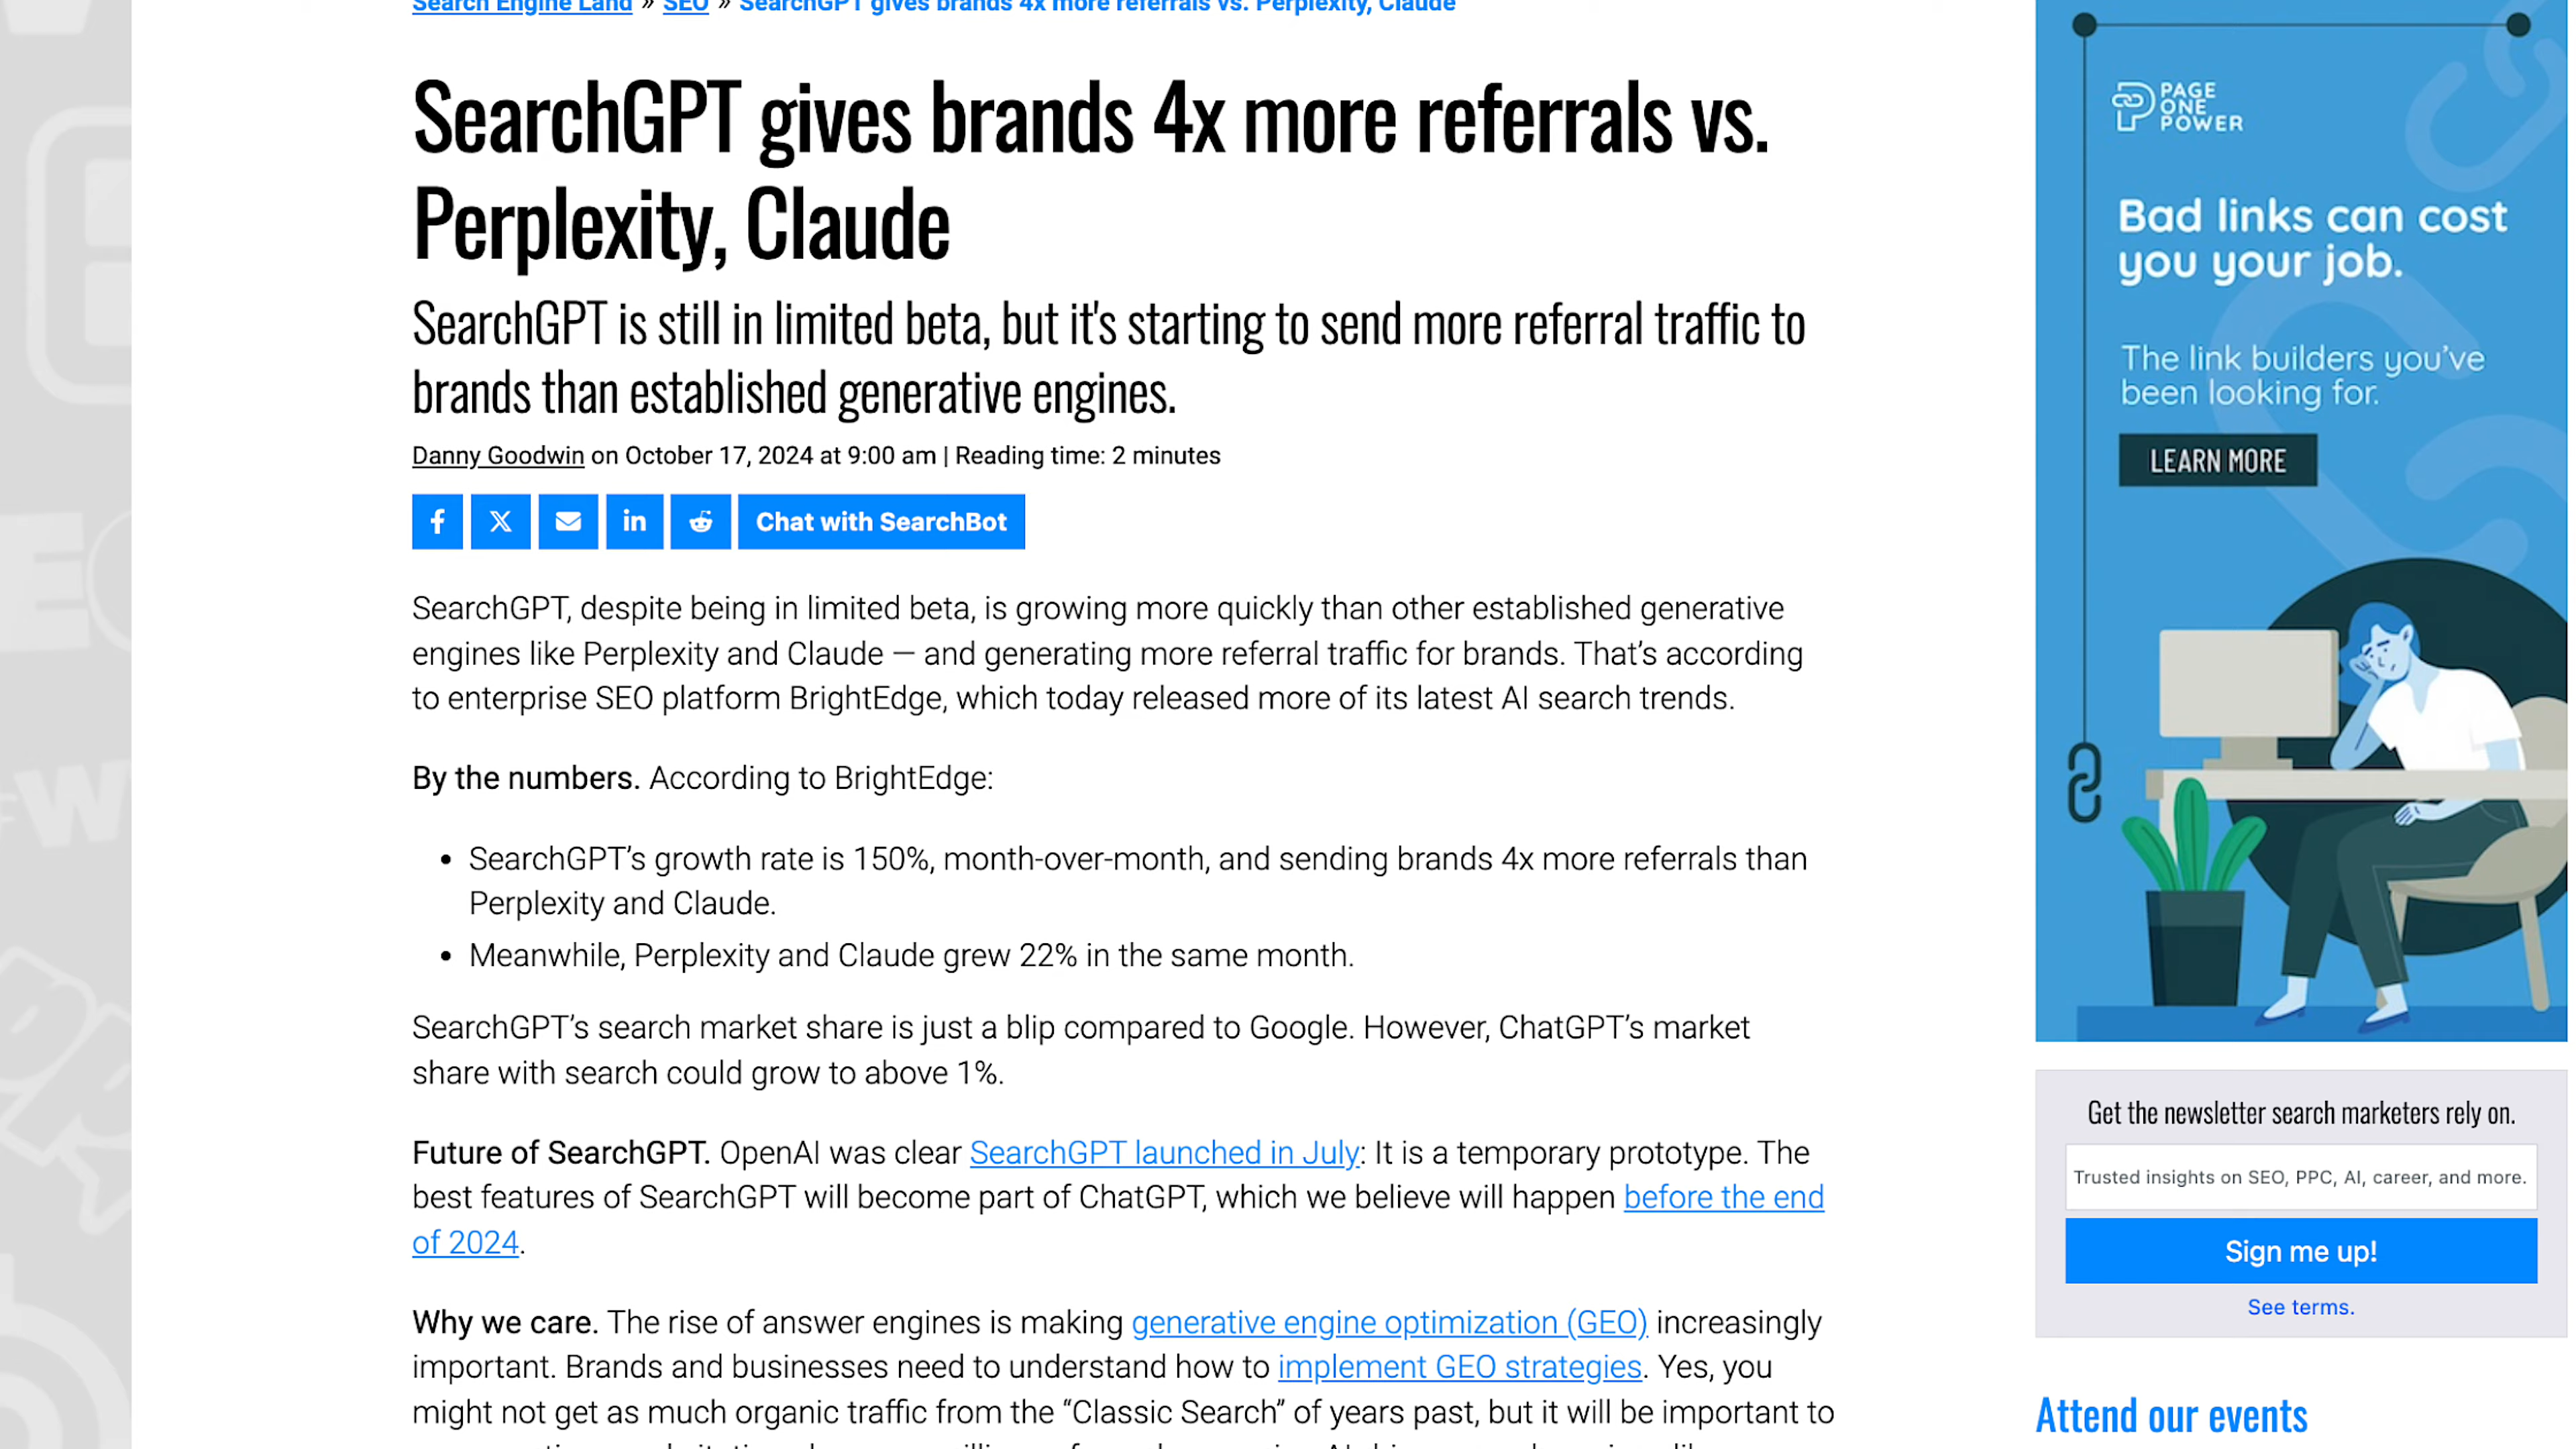 Search Engine Land » SEO » SearchGPT gives brands 4x more referrals vs. Perplexity, Claude
SearchGPT gives brands 4x more referrals vs.
Perplexity, Claude
SearchGPT is still in limited beta, but it's starting to send more referral traffic to
brands than established generative engines.
Danny Goodwin on October 17, 2024 at 9:00 am | Reading time: 2 minutes
Chat with SearchBot
SearchGPT, despite being in limited beta, is growing more quickly than other established generative
engines like Perplexity and Claude — and generating more referral traffic for brands. That’s according
to enterprise SEO platform BrightEdge, which today released more of its latest AI search trends.
By the numbers. According to BrightEdge:
• SearchGPT’s growth rate is 150%, month-over-month, and sending brands 4x more referrals than
Perplexity and Claude.
• Meanwhile, Perplexity and Claude grew 22% in the same month.
SearchGPT’s search market share is just a blip compared to Google. However, ChatGPT’s market
share with search could grow to above 1%.
Future of SearchGPT. OpenAI was clear SearchGPT launched in July: It is a temporary prototype. The
best features of SearchGPT will become part of ChatGPT, which we believe will happen before the end
of 2024.
Why we care. The rise of answer engines is making generative engine optimization (GEO) increasingly
important. Brands and businesses need to understand how to implement GEO strategies. Yes, you
might not get as much organic traffic from the “Classic Search” of years past, but it will be important to
PAGE
ONE
POWER
Bad links can cost
you your job.
The link builders you’ve
been looking for.
LEARN MORE
Get the newsletter search marketers rely on.
Trusted insights on SEO, PPC, AI, career, and more.
Sign me up!
See terms.
Attend our events